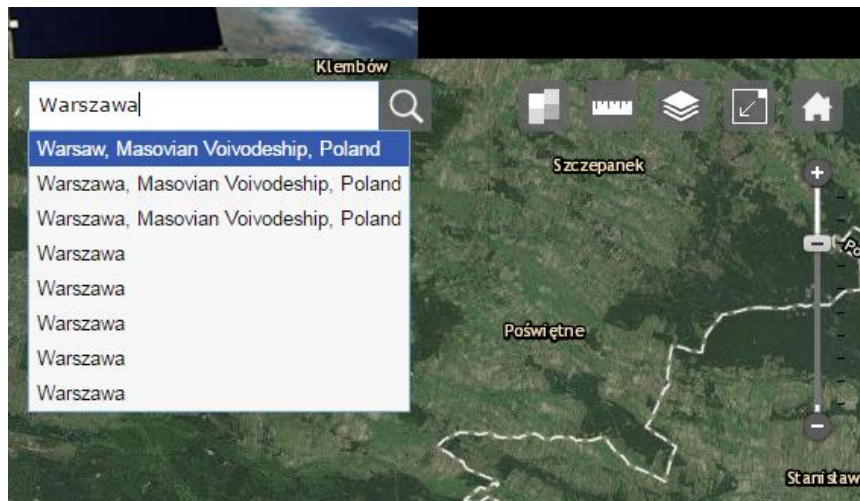 Klembów
Warszawa
Warsaw, Masovian Voivodeship, Poland
Warszawa, Masovian Voivodeship, Poland
Warszawa, Masovian Voivodeship, Poland
Warszawa
Warszawa
Warszawa
Warszawa
Warszawa
Szczepanek
Poświętne
Stanisław